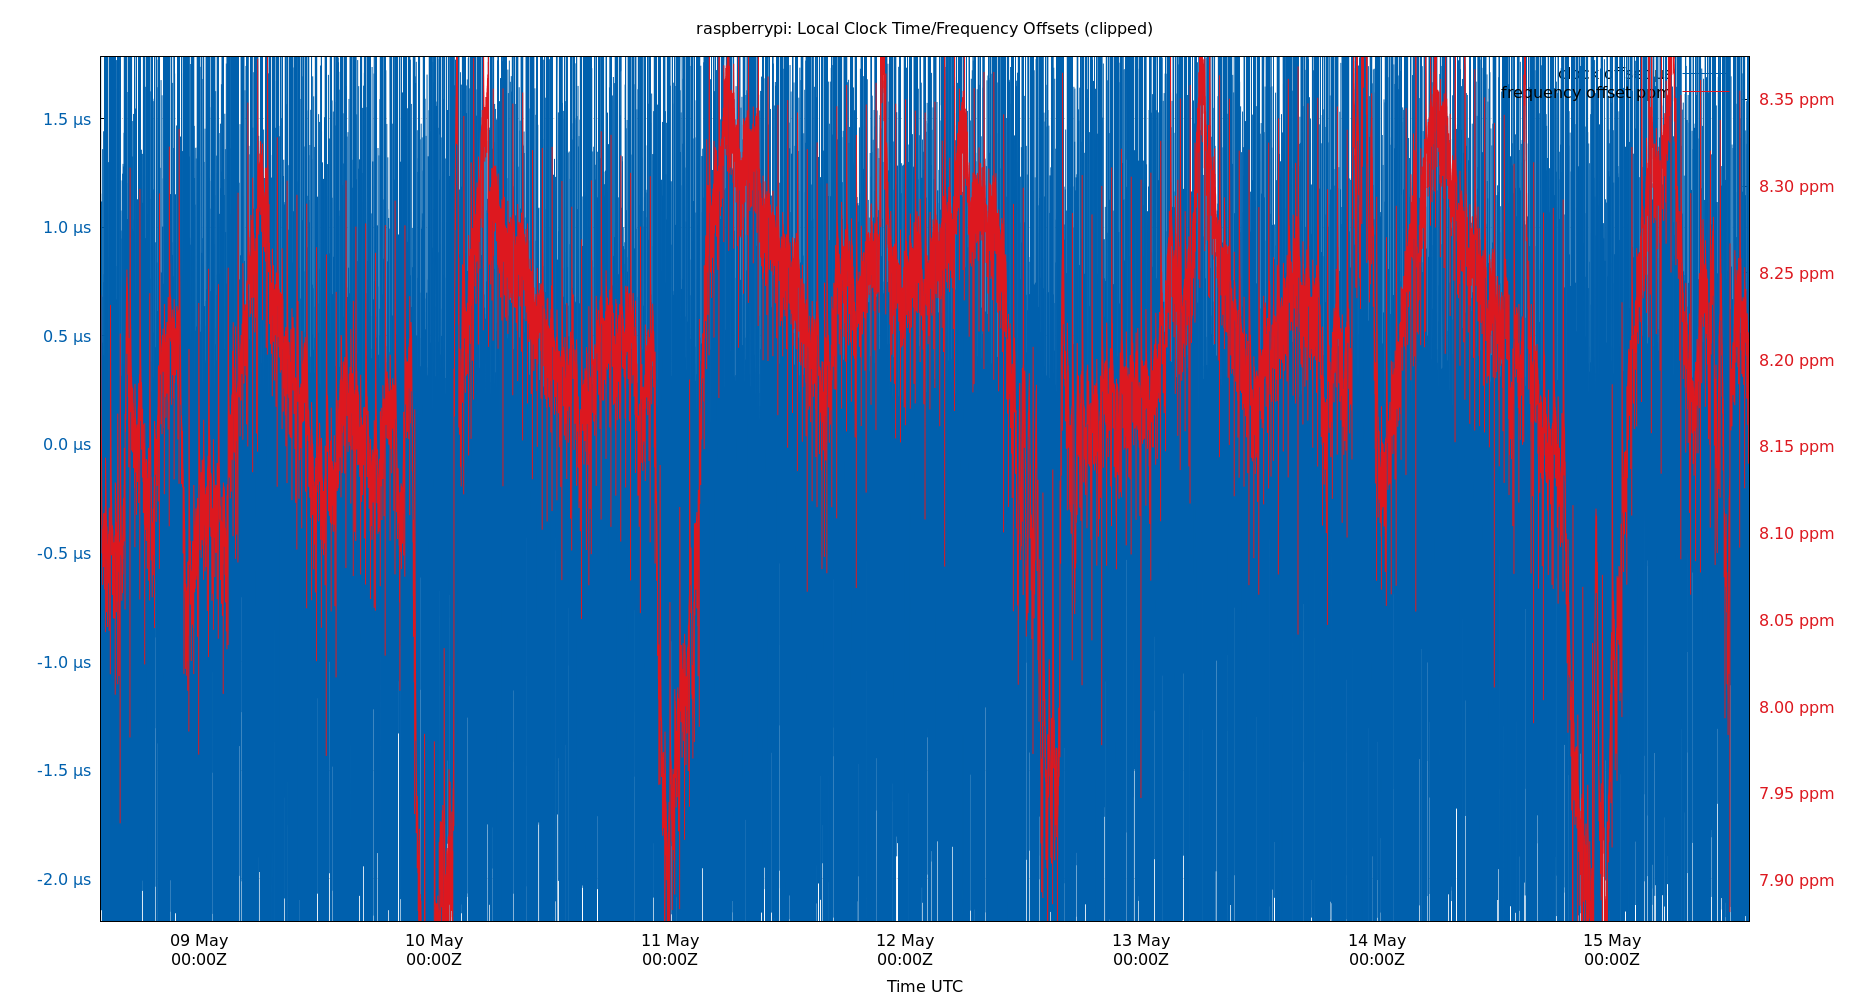 raspberrypi: Local Clock Time/Frequency Offsets (clipped)
clock offset µs
frequency offset ppm
1.5 µs
1.0 µs
0.5 µs
0.0 µs
-0.5 µs
-1.0 µs
-1.5 µs
-2.0 µs
8.35 ppm
8.30 ppm
8.25 ppm
8.20 ppm
8.15 ppm
8.10 ppm
8.05 ppm
8.00 ppm
7.95 ppm
7.90 ppm
09 May
00:00Z
10 May
00:00Z
11 May
00:00Z
12 May
00:00Z
13 May
00:00Z
14 May
00:00Z
15 May
00:00Z
Time UTC